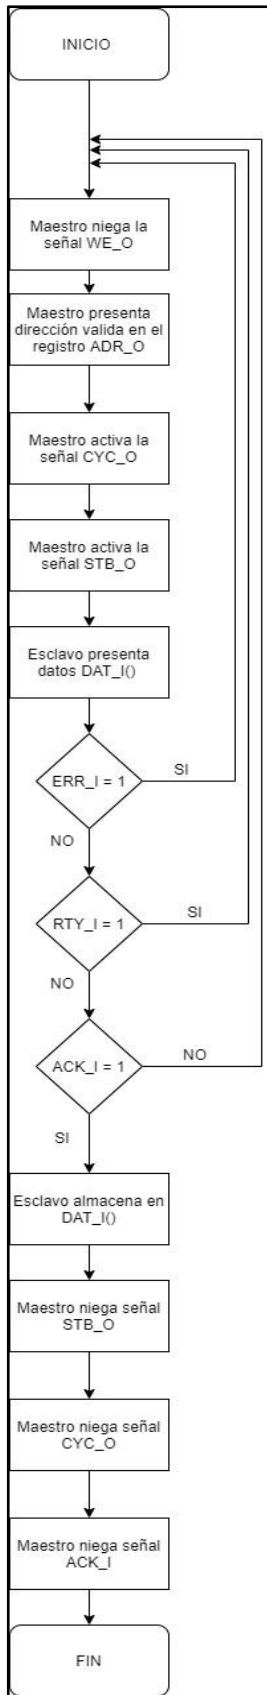 INICIO
Maestro niega la
señal WE_O
Maestro presenta
dirección valida en el
registro ADR_O
Maestro activa la
señal CYC_O
Maestro activa la
señal STB_O
Esclavo presenta
datos DAT_I()
ERR_I = 1
SI
NO
RTY_I = 1
SI
NO
ACK_I = 1
NO
SI
Esclavo almacena en
DAT_I()
Maestro niega señal
STB_O
Maestro niega señal
CYC_O
Maestro niega señal
ACK_I
FIN